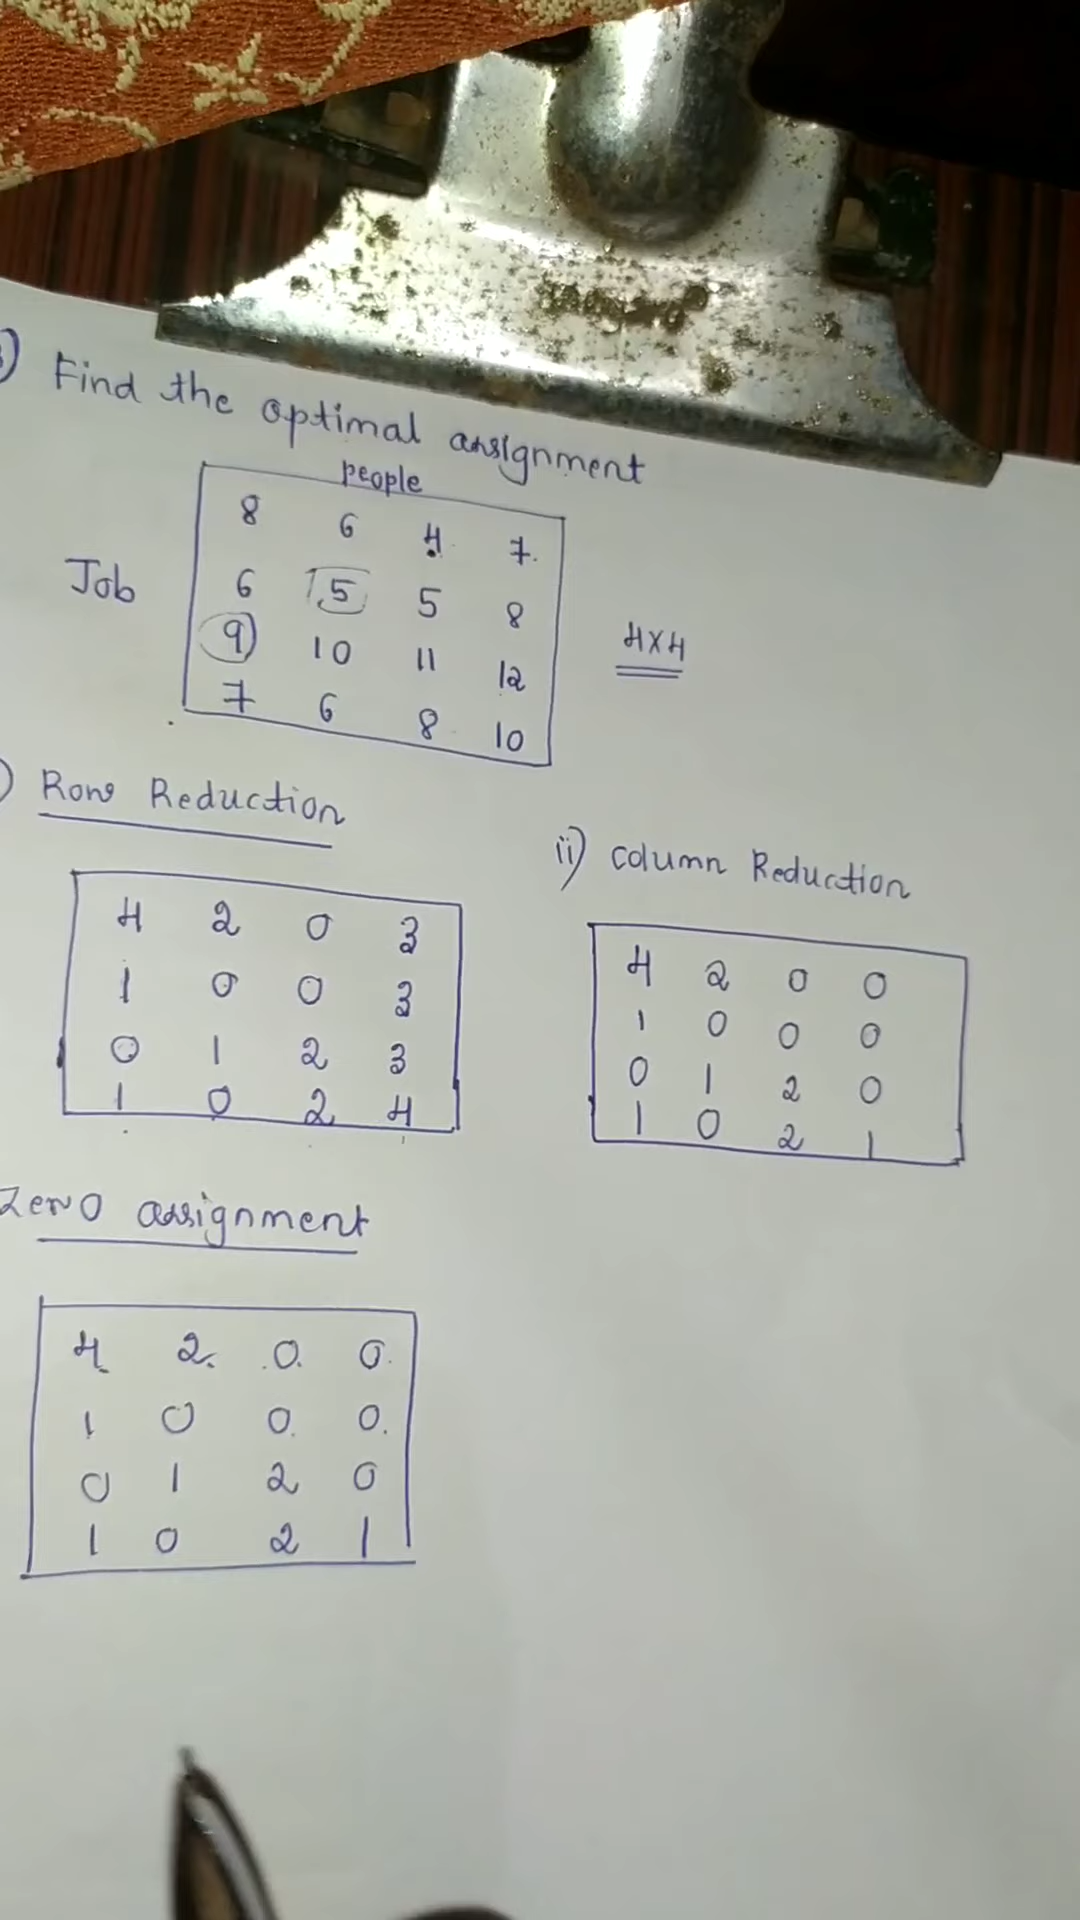 Find the optimal assignment
people
8 6 4 7
Job
6 5 5 8
9 10 11 12
4x4
7 6 8 10
Row Reduction
4 2 0 3
1 0 0 3
0 1 2 3
1 0 2 4
ii) column Reduction
4 2 0 0
1 0 0 0
0 1 2 0
1 0 2 1
Zero assignment
4 2 0 0
1 0 0 0
0 1 2 0
1 0 2 1